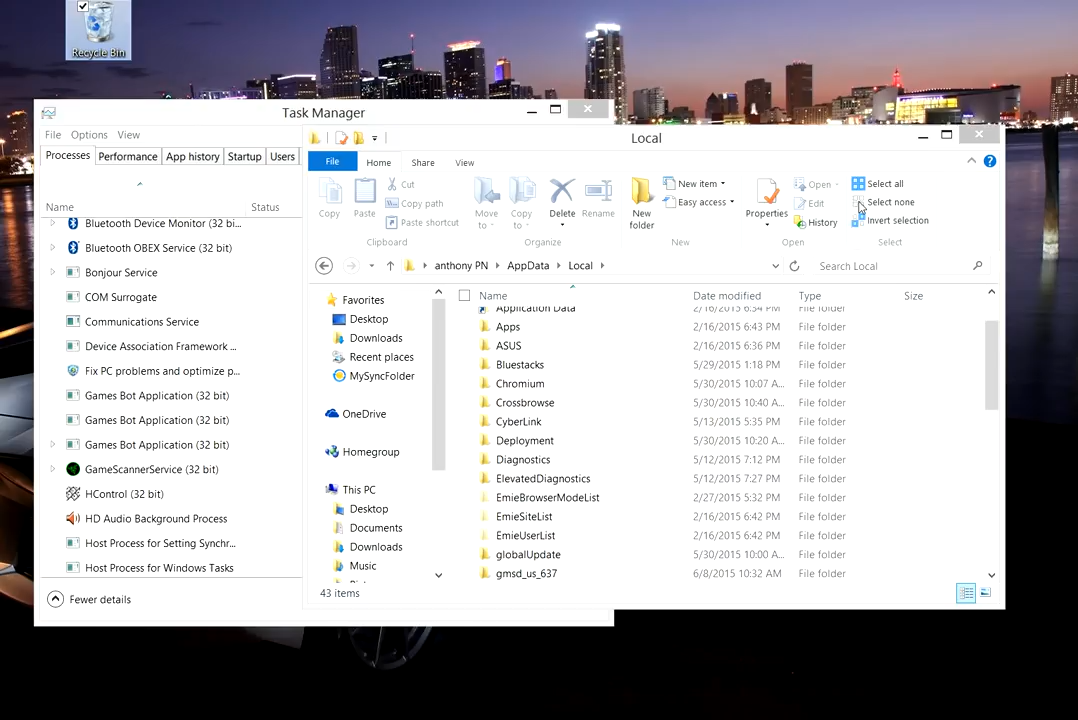 Recycle Bin
Task Manager
File Options View
Processes Performance App history Startup Users
Name Status
Bluetooth Device Monitor (32 bi...
Bluetooth OBEX Service (32 bit)
Bonjour Service
COM Surrogate
Communications Service
Device Association Framework ...
Fix PC problems and optimize p...
Games Bot Application (32 bit)
Games Bot Application (32 bit)
Games Bot Application (32 bit)
GameScannerService (32 bit)
HControl (32 bit)
HD Audio Background Process
Host Process for Setting Synchr...
Host Process for Windows Tasks
Fewer details
Local
File Home Share View
Copy
Paste
Cut
Copy path
Paste shortcut
Clipboard
Move to
Copy to
Delete
Rename
Organize
New folder
New item
Easy access
New
Properties
Open
Edit
History
Open
Select all
Select none
Invert selection
Select
anthony PN AppData Local
Search Local
Favorites
Desktop
Downloads
Recent places
MySyncFolder
OneDrive
Homegroup
This PC
Desktop
Documents
Downloads
Music
Name Date modified Type Size
Application Data 2/16/2015 6:34 PM File folder
Apps 2/16/2015 6:43 PM File folder
ASUS 2/16/2015 6:36 PM File folder
Bluestacks 5/29/2015 1:18 PM File folder
Chromium 5/30/2015 10:07 A... File folder
Crossbrowse 5/30/2015 10:40 A... File folder
CyberLink 5/13/2015 5:35 PM File folder
Deployment 5/30/2015 10:20 A... File folder
Diagnostics 5/12/2015 7:12 PM File folder
ElevatedDiagnostics 5/12/2015 7:27 PM File folder
EmieBrowserModeList 2/27/2015 5:32 PM File folder
EmieSiteList 2/16/2015 6:42 PM File folder
EmieUserList 2/16/2015 6:42 PM File folder
globalUpdate 5/30/2015 10:00 A... File folder
gmsd_us_637 6/8/2015 10:32 AM File folder
43 items